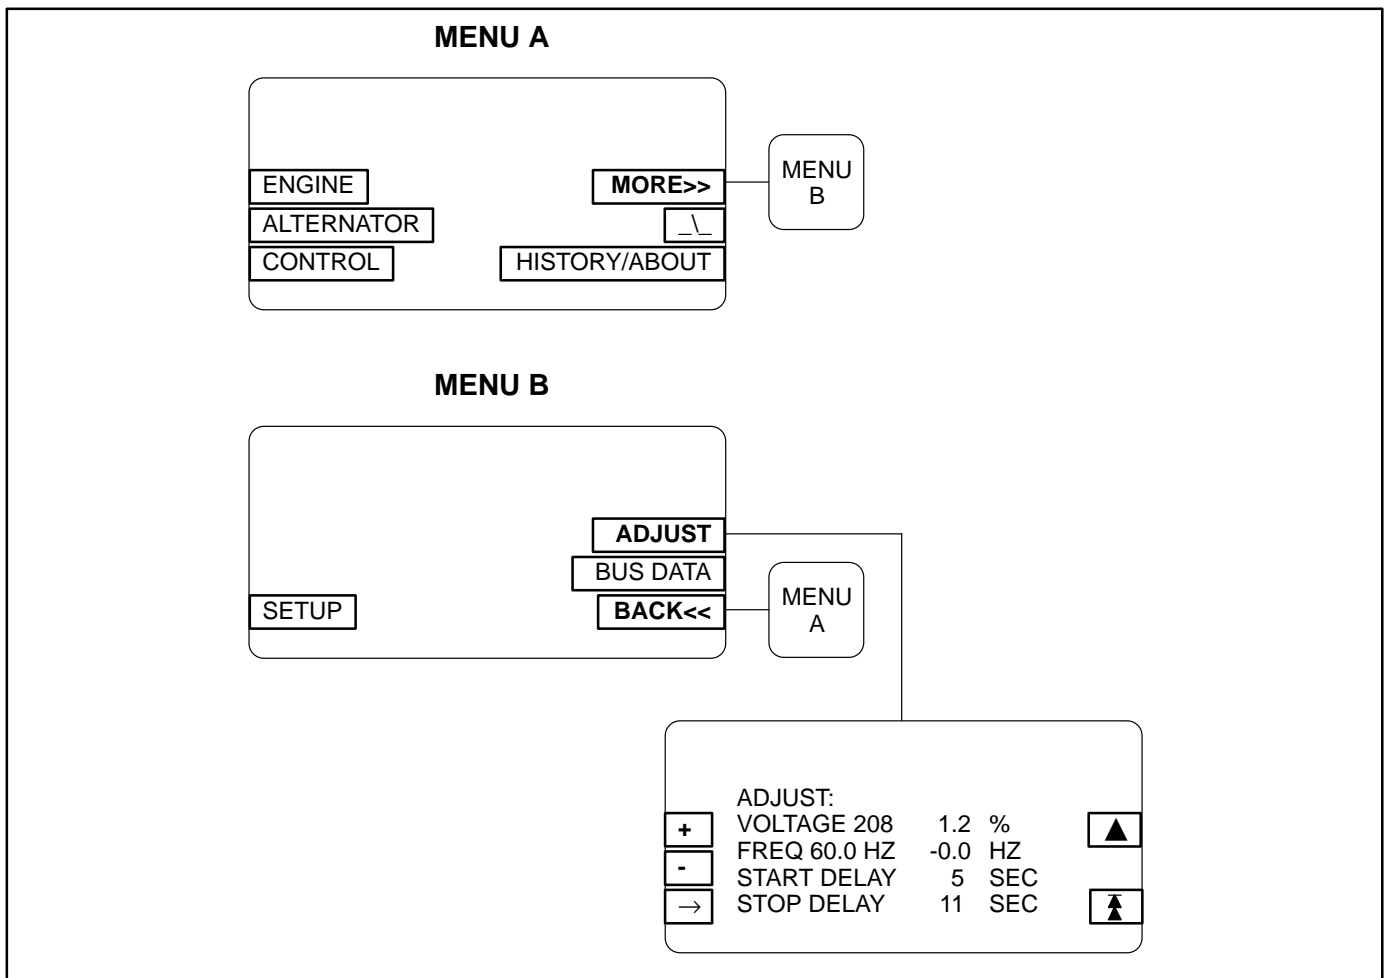 MENU A
ENGINE MORE>> MENU B
ALTERNATOR _\_
CONTROL HISTORY/ABOUT
MENU B
ADJUST
BUS DATA
SETUP BACK<< MENU A
ADJUST:
+ VOLTAGE 208 1.2 % ▲
FREQ 60.0 HZ -0.0 HZ
- START DELAY 5 SEC
→ STOP DELAY 11 SEC